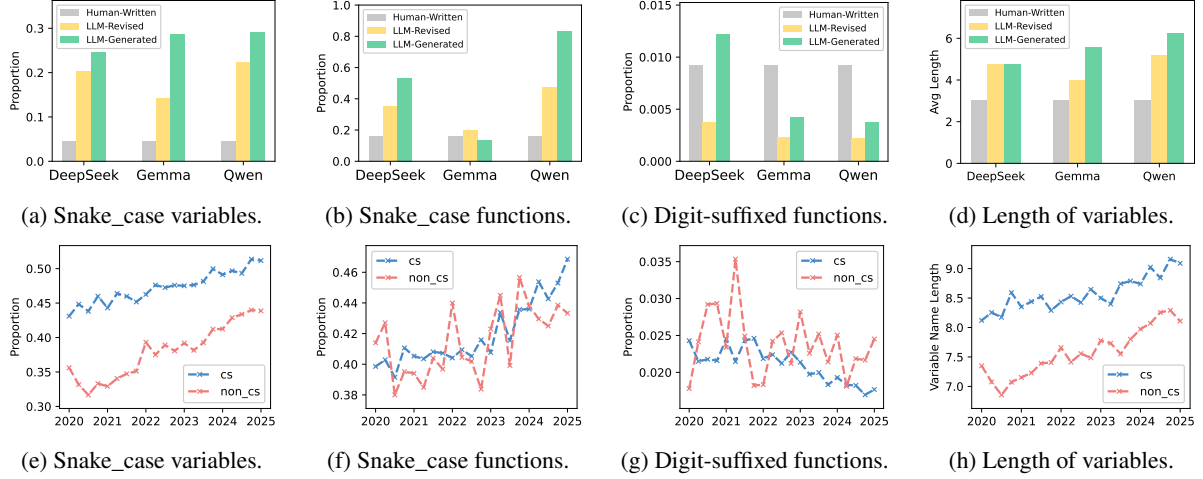 Proportion
0.3
0.2
0.1
0.0
Human-Written
LLM-Revised
LLM-Generated
DeepSeek Gemma Qwen
(a) Snake_case variables.
Proportion
1.0
0.8
0.6
0.4
0.2
0.0
Human-Written
LLM-Revised
LLM-Generated
DeepSeek Gemma Qwen
(b) Snake_case functions.
Proportion
0.015
0.010
0.005
0.000
Human-Written
LLM-Revised
LLM-Generated
DeepSeek Gemma Qwen
(c) Digit-suffixed functions.
Avg Length
6
4
2
0
Human-Written
LLM-Revised
LLM-Generated
DeepSeek Gemma Qwen
(d) Length of variables.
Proportion
0.50
0.45
0.40
0.35
0.30
cs
non_cs
2020 2021 2022 2023 2024 2025
(e) Snake_case variables.
Proportion
0.46
0.44
0.42
0.40
0.38
cs
non_cs
2020 2021 2022 2023 2024 2025
(f) Snake_case functions.
Proportion
0.035
0.030
0.025
0.020
cs
non_cs
2020 2021 2022 2023 2024 2025
(g) Digit-suffixed functions.
Variable Name Length
9.0
8.5
8.0
7.5
7.0
cs
non_cs
2020 2021 2022 2023 2024 2025
(h) Length of variables.